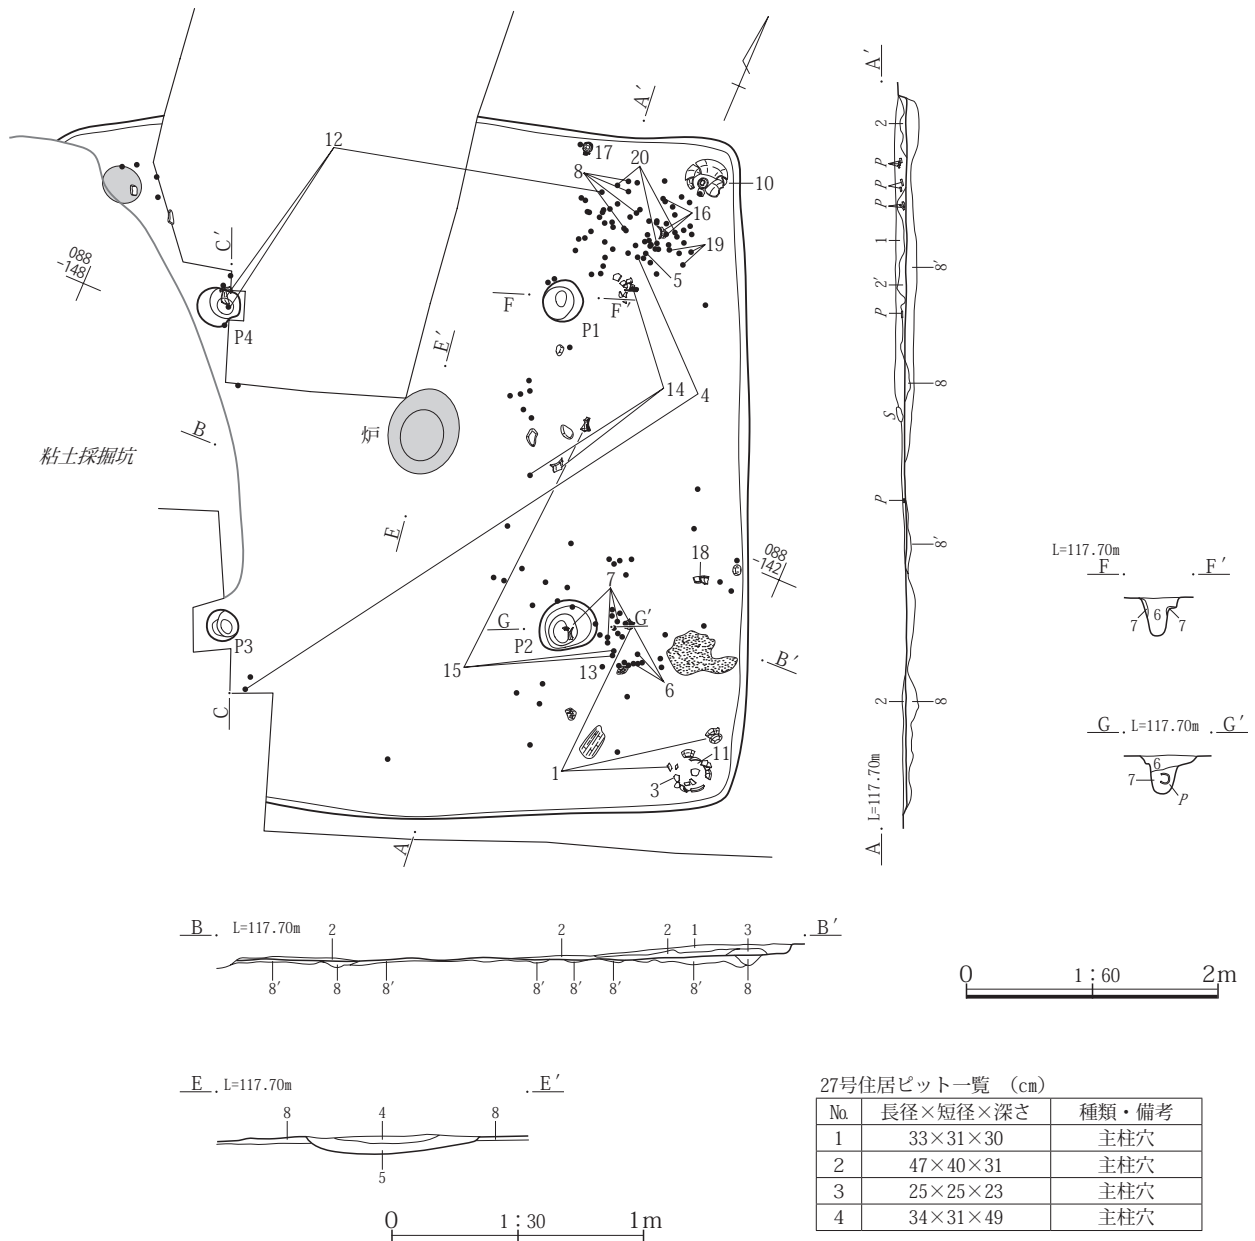 A′
A′
12
17
20
8
10
2
P
16
P
P
19
C′
088
-148
1
8′
5
2′
F
F′
P1
P
P4
E′
8
14
4
S
炉
B
粘土採掘坑
P
E
8′
18
088
-142
L=117.70m
F
F′
7
6
7
7
G
G′
P2
P3
B′
15
13
6
2
8
C
G
L=117.70m
G′
6
11
1
7
3
P
L=117.70m
A
A
B
L=117.70m
2
2
2
1
3
B′
8′
8
8′
8′
8′
8′
8′
8
0
1：60
2m
E
L=117.70m
E′
8
4
8
5
0
1：30
1m
27号住居ピット一覧　（cm）
No. 長径×短径×深さ 種類・備考
1 33×31×30 主柱穴
2 47×40×31 主柱穴
3 25×25×23 主柱穴
4 34×31×49 主柱穴